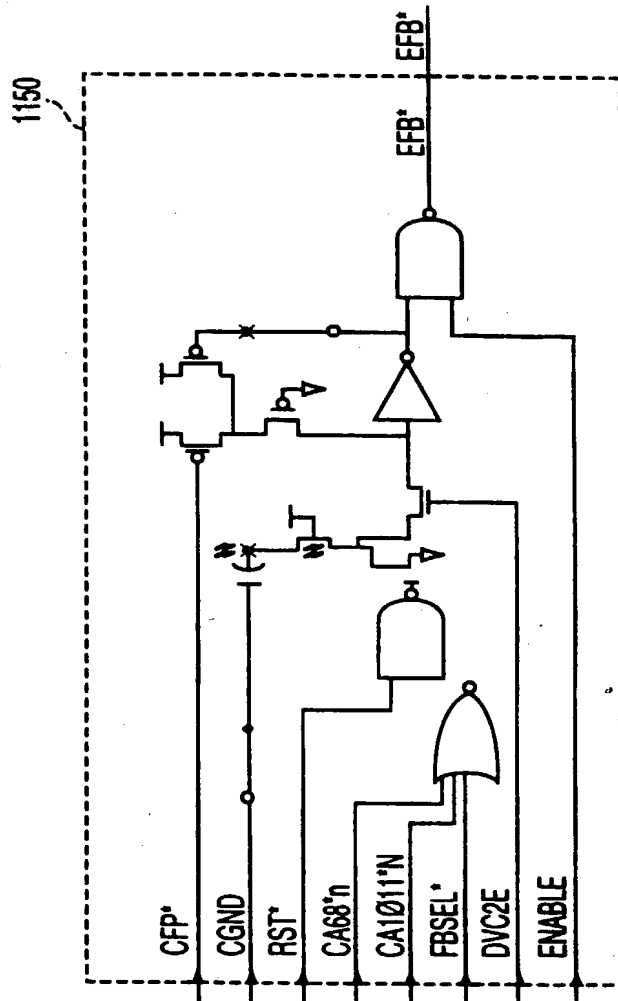 1150
CFP*
CGND
RST*
CA68*n
CA1Ø11*N
FBSEL*
DVC2E
ENABLE
EFB*
EFB*